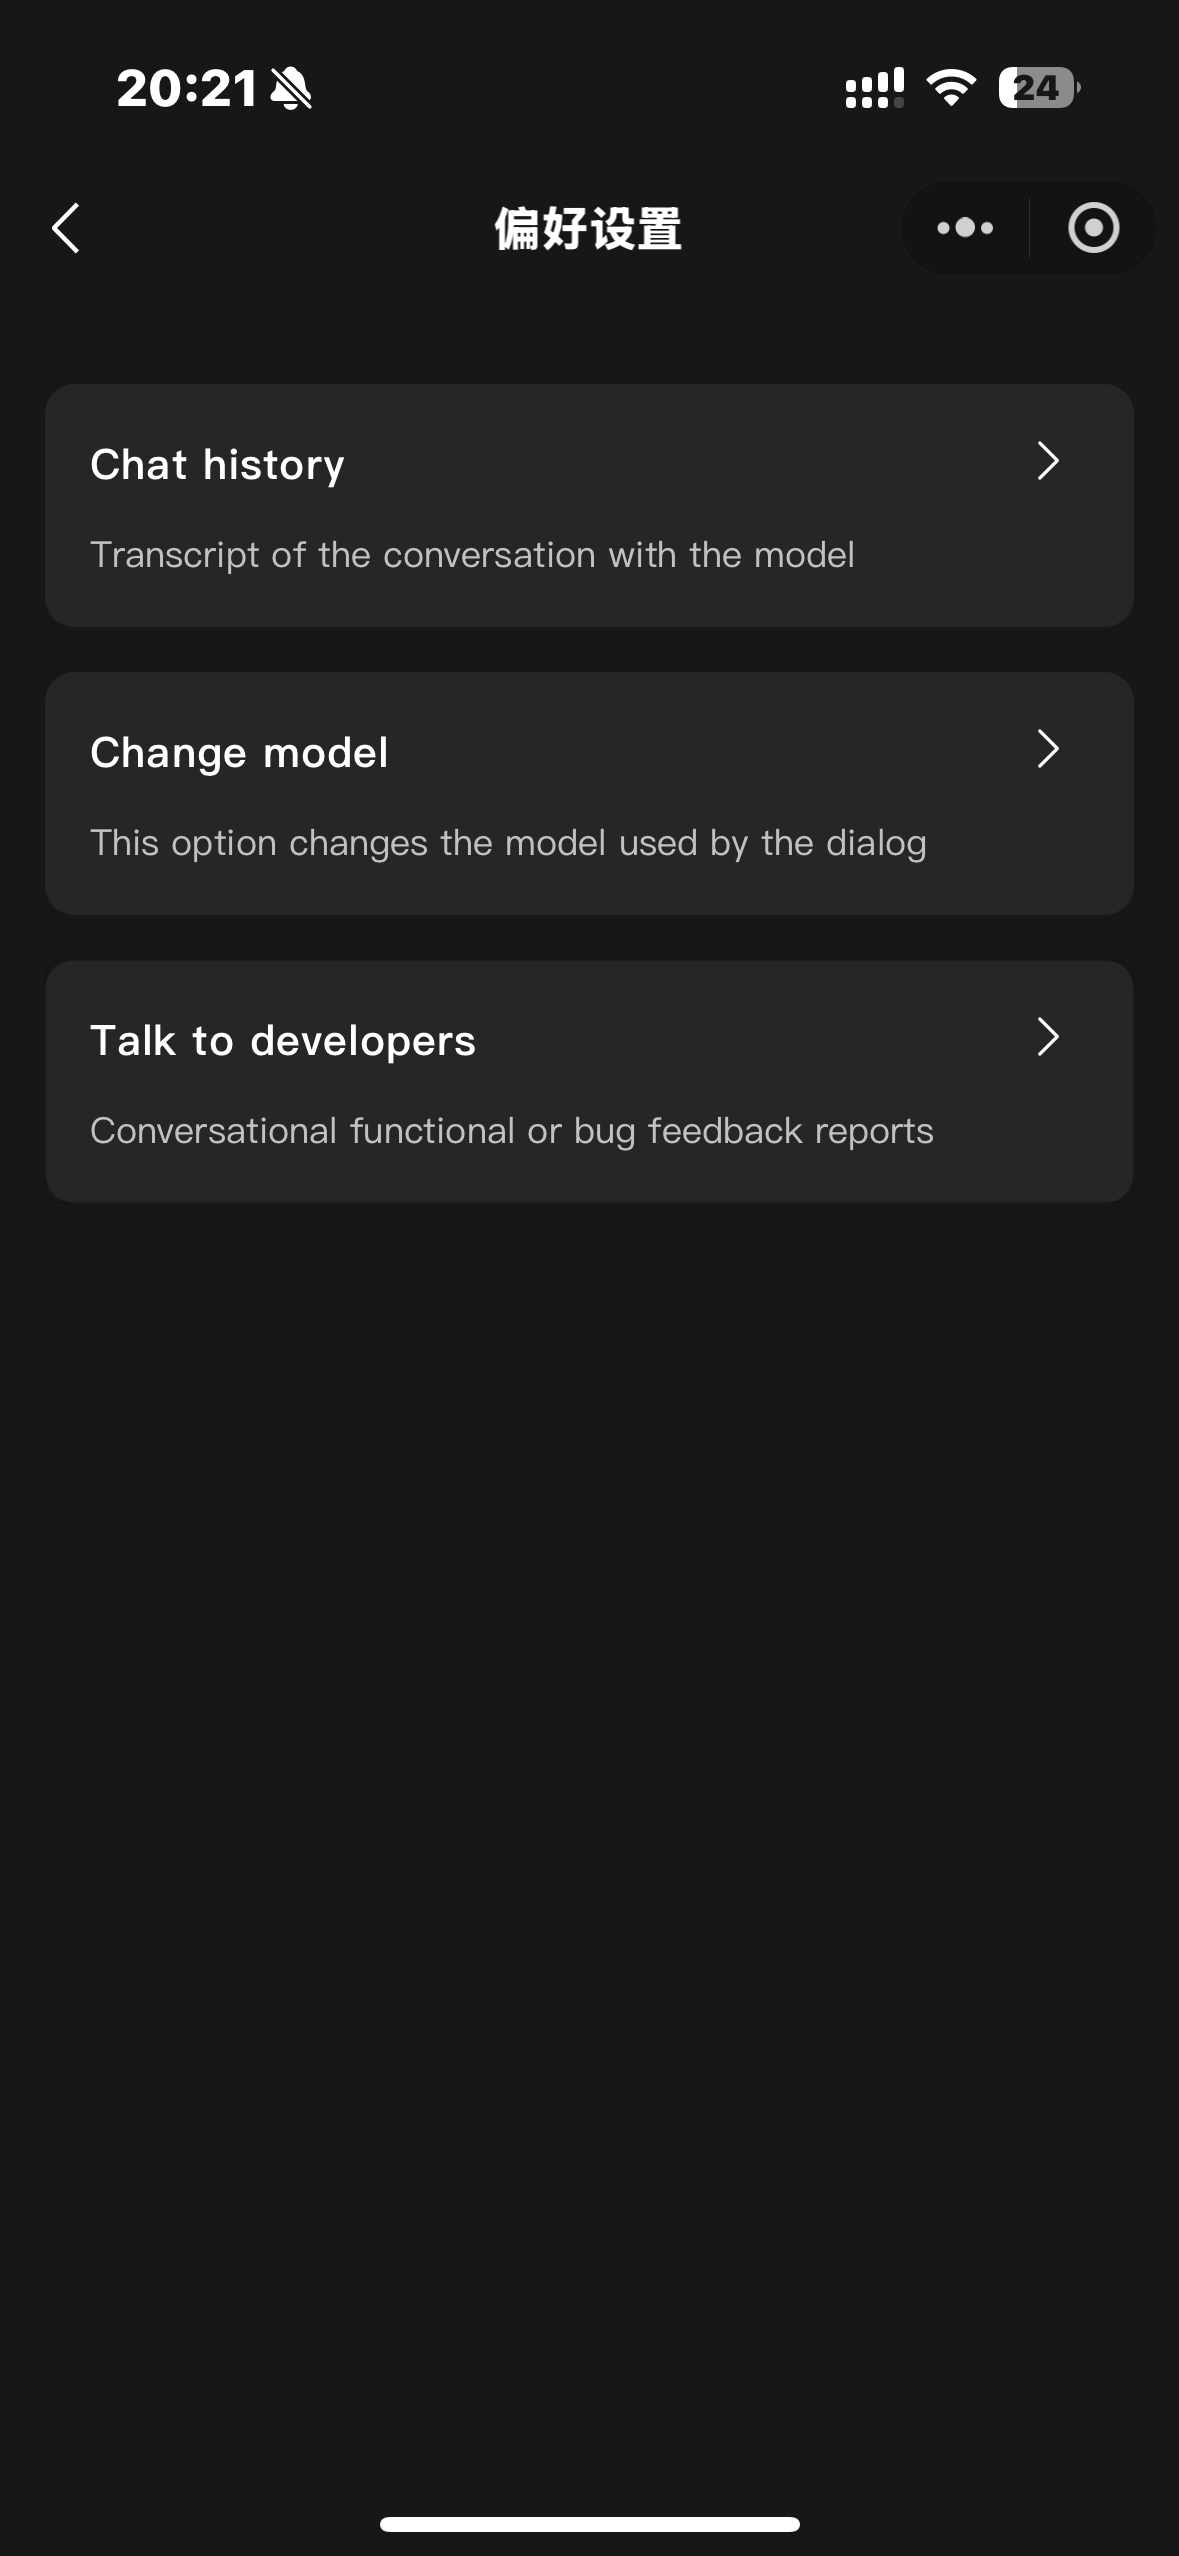 20:21
24
偏好设置
Chat history
Transcript of the conversation with the model
Change model
This option changes the model used by the dialog
Talk to developers
Conversational functional or bug feedback reports